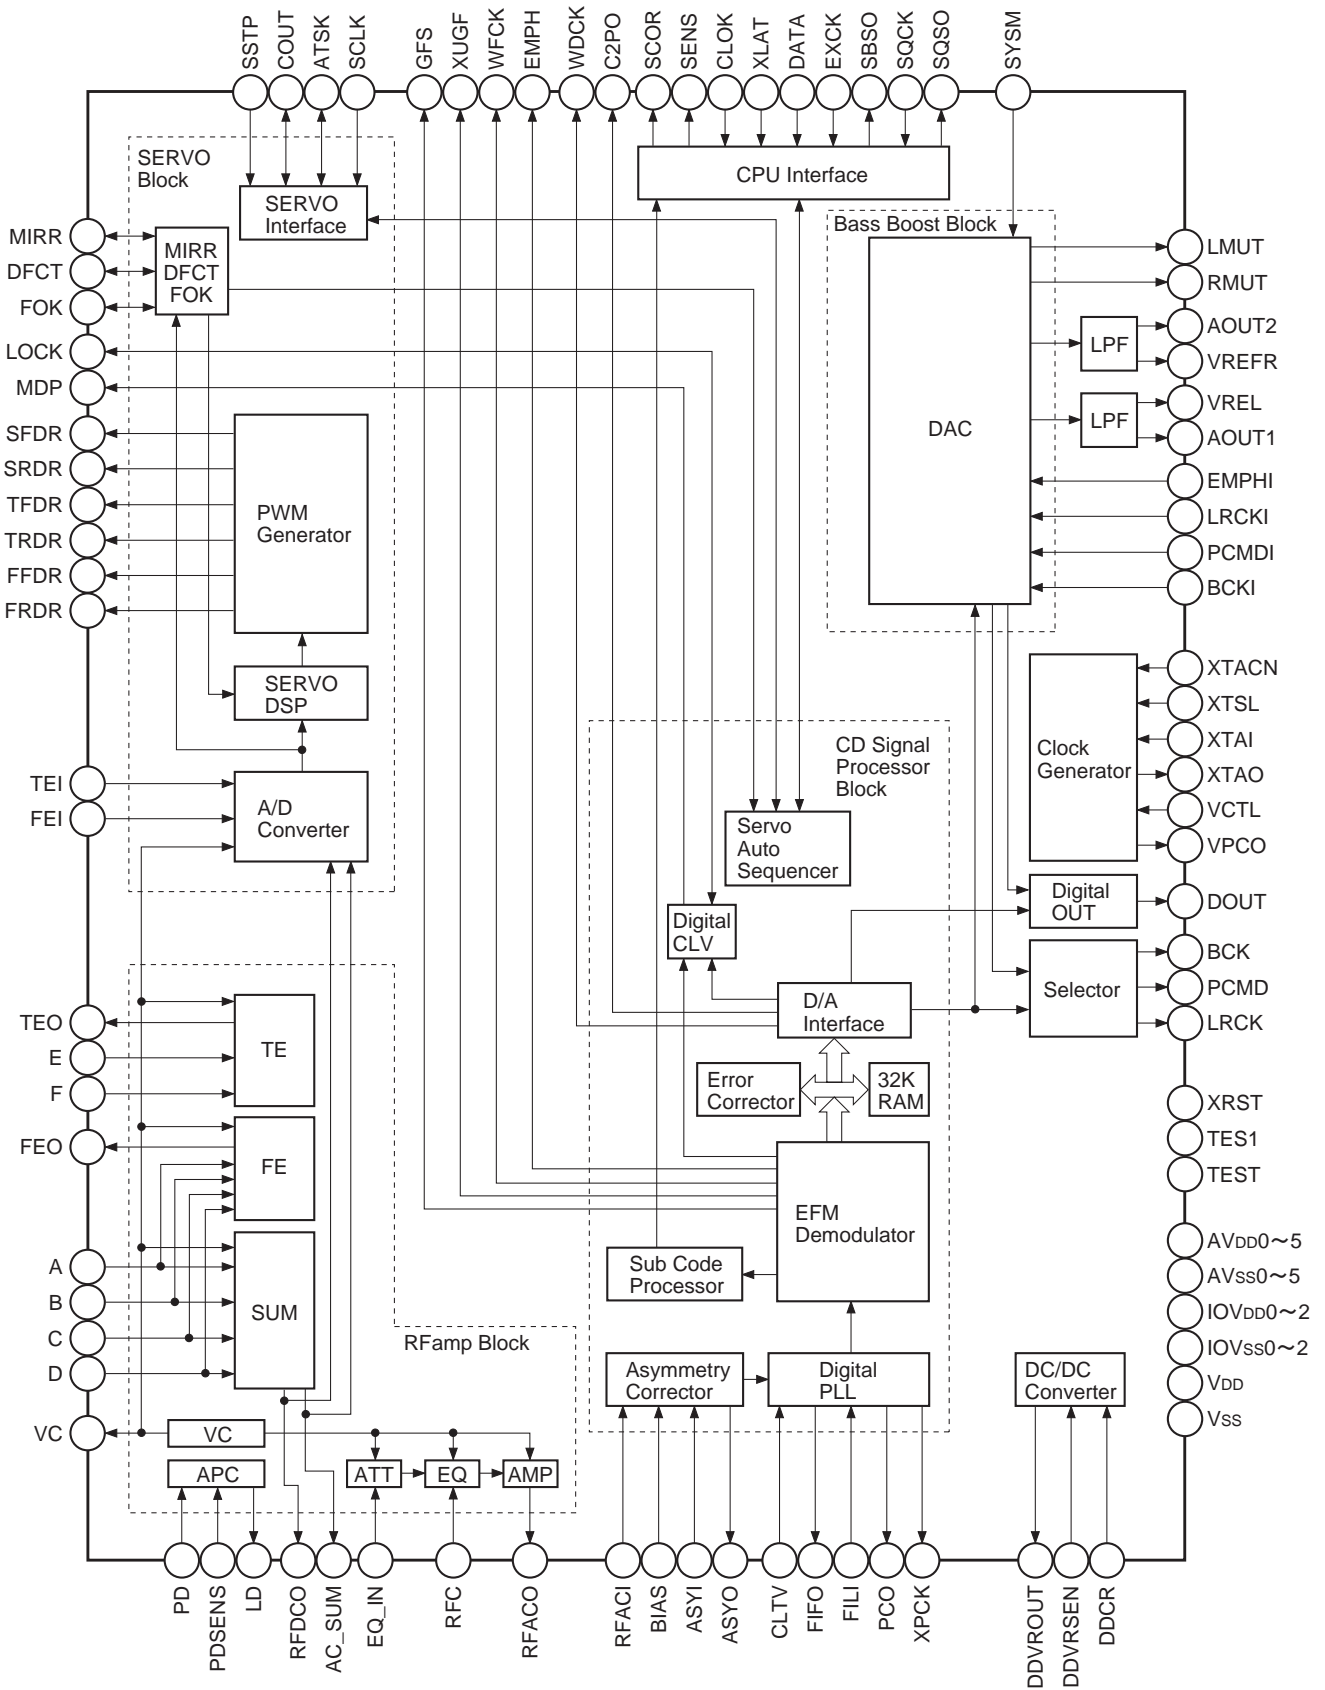 SSTP
COUT
ATSK
SCLK
GFS
XUGF
WFCK
EMPH
WDCK
C2PO
SCOR
SENS
CLOK
XLAT
DATA
EXCK
SBSO
SQCK
SQSO
SYSM
SERVO
Block
SERVO
Interface
CPU Interface
Bass Boost Block
MIRR
DFCT
FOK
LOCK
MDP
SFDR
SRDR
TFDR
TRDR
FFDR
FRDR
MIRR
DFCT
FOK
PWM
Generator
SERVO
DSP
TEI
FEI
A/D
Converter
DAC
LPF
LPF
LMUT
RMUT
AOUT2
VREFR
VREL
AOUT1
EMPHI
LRCKI
PCMDI
BCKI
CD Signal
Processor
Block
Servo
Auto
Sequencer
Digital
CLV
D/A
Interface
Error
Corrector
32K
RAM
EFM
Demodulator
Sub Code
Processor
Asymmetry
Corrector
Digital
PLL
Clock
Generator
XTACN
XTSL
XTAI
XTAO
VCTL
VPCO
Digital
OUT
DOUT
Selector
BCK
PCMD
LRCK
XRST
TES1
TEST
AVDD0～5
AVSS0～5
IOVDD0～2
IOVSS0～2
VDD
VSS
DC/DC
Converter
TEO
E
F
FEO
A
B
C
D
VC
TE
FE
SUM
RFamp Block
VC
APC
ATT
EQ
AMP
PD
PDSENS
LD
RFDCO
AC_SUM
EQ_IN
RFC
RFACO
RFACI
BIAS
ASYI
ASYO
CLTV
FIFO
FILI
PCO
XPCK
DDVROUT
DDVRSEN
DDCR